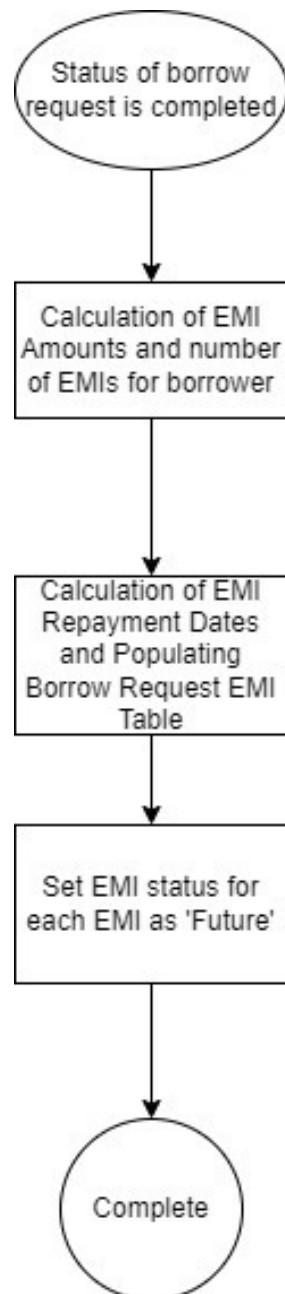 Status of borrow
request is completed
Calculation of EMI
Amounts and number
of EMIs for borrower
Calculation of EMI
Repayment Dates
and Populating
Borrow Request EMI
Table
Set EMI status for
each EMI as 'Future'
Complete